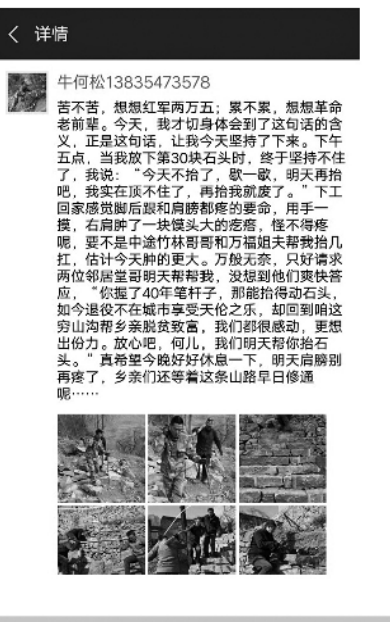 详情
牛何松13835473578
苦不苦，想想红军两万五；累不累，想想革命
老前辈。今天，我才切身体会到了这句话的含
义，正是这句话，让我今天坚持了下来。下午
五点，当我放下第30块石头时，终于坚持不住
了，我说：“今天不抬了，歇一歇，明天再抬
吧，我实在顶不住了，再抬我就废了。”下工
回家感觉脚后跟和肩膀都疼的要命，用手一
摸，右肩肿了一块馍头大的疙瘩，怪不得疼
呢，要不是中途竹林哥哥和万福姐夫帮我抬几
扛，估计今天肿的更大。万般无奈，只好请求
两位邻居堂哥明天帮帮我，没想到他们爽快答
应，“你握了40年笔杆子，那能抬得动石头，
如今退役不在城市享受天伦之乐，却回到咱这
穷山沟帮乡亲脱贫致富，我们都很感动，更想
出份力。放心吧，何儿，我们明天帮你抬石
头。”真希望今晚好好休息一下，明天肩膀别
再疼了，乡亲们还等着这条山路早日修通
呢……